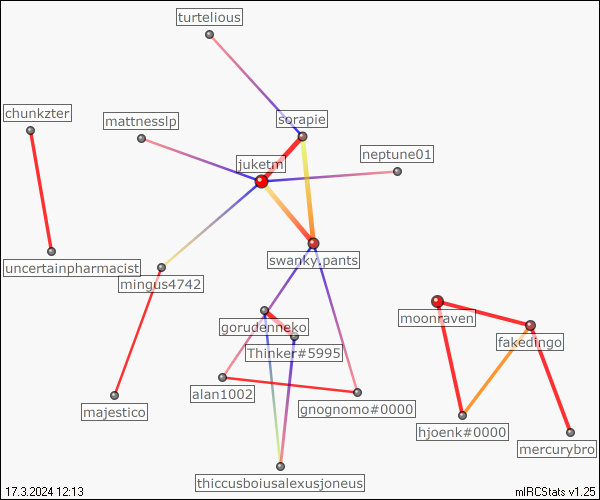 turtelious
chunkzter
mattnesslp
sorapie
neptune01
juketm
swanky.pants
uncertainpharmacist
mingus4742
moonraven
gorudenneko
fakedingo
Thinker#5995
alan1002
majestico
gnognomo#0000
hjoenk#0000
mercurybro
thiccusboiusalexusjoneus
17.3.2024 12:13
mIRCStats v1.25